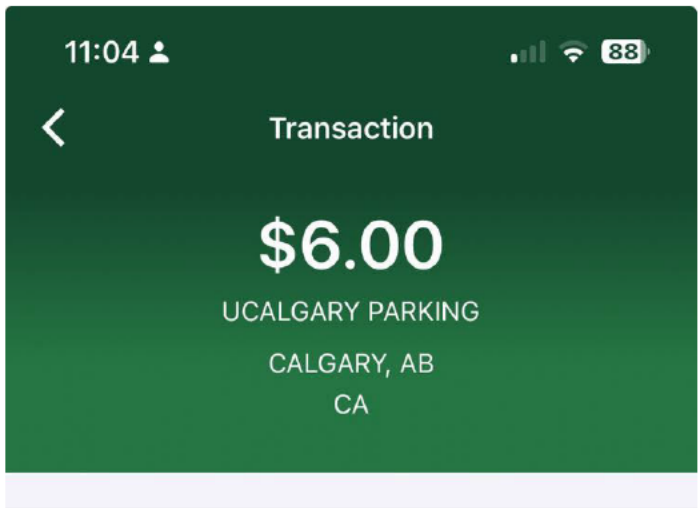 11:04
88
Transaction
$6.00
UCALGARY PARKING
CALGARY, AB
CA